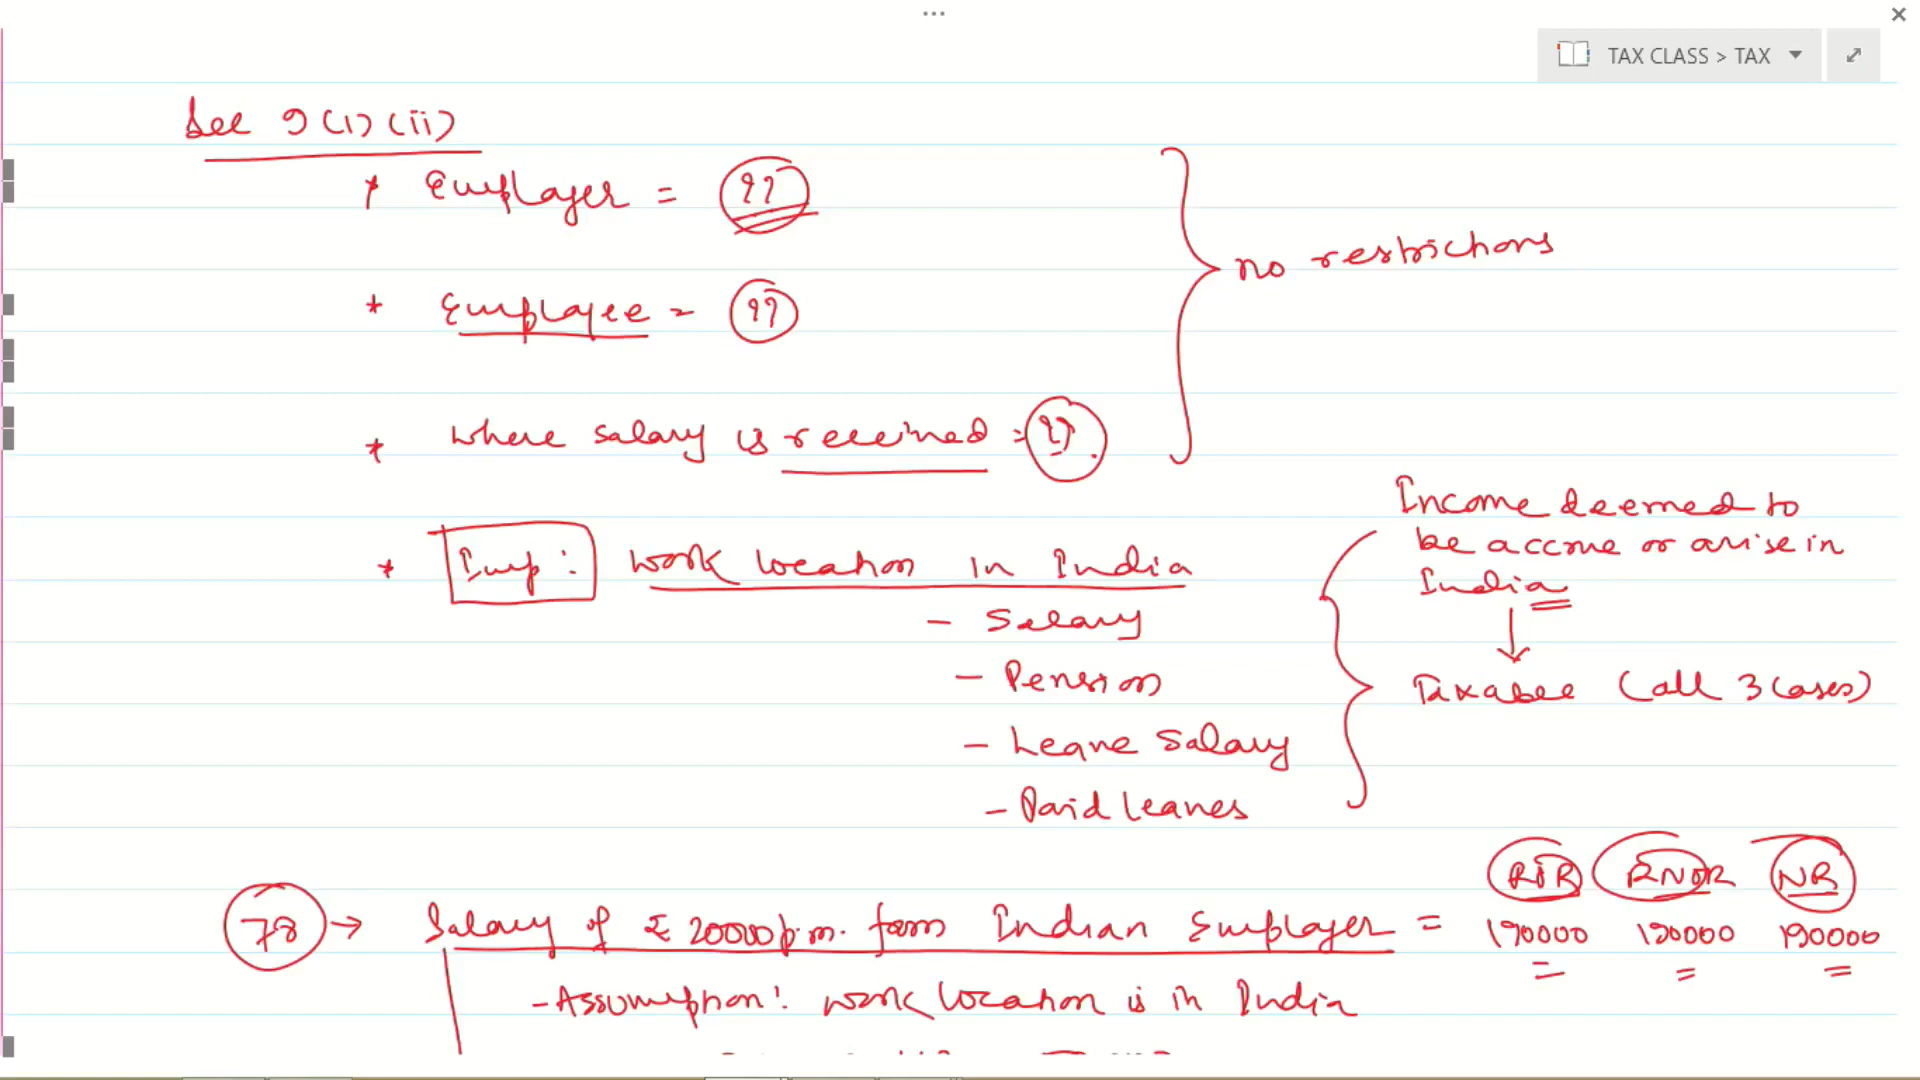 TAX CLASS > TAX
Sec 9(1)(ii)
* Employer = (??)
* Employee = (??)
no restrictions
* where salary is received = (??)
Income deemed to
be accrue or arise in
India
* Imp: work location in India
- Salary
- Pension
Taxable (all 3 cases)
- Leave Salary
- Paid leaves
ROR RNOR NR
78 → Salary of ₹ 20000 p.m. from Indian Employer = 190000 190000 190000
- Assumption: work location is in India